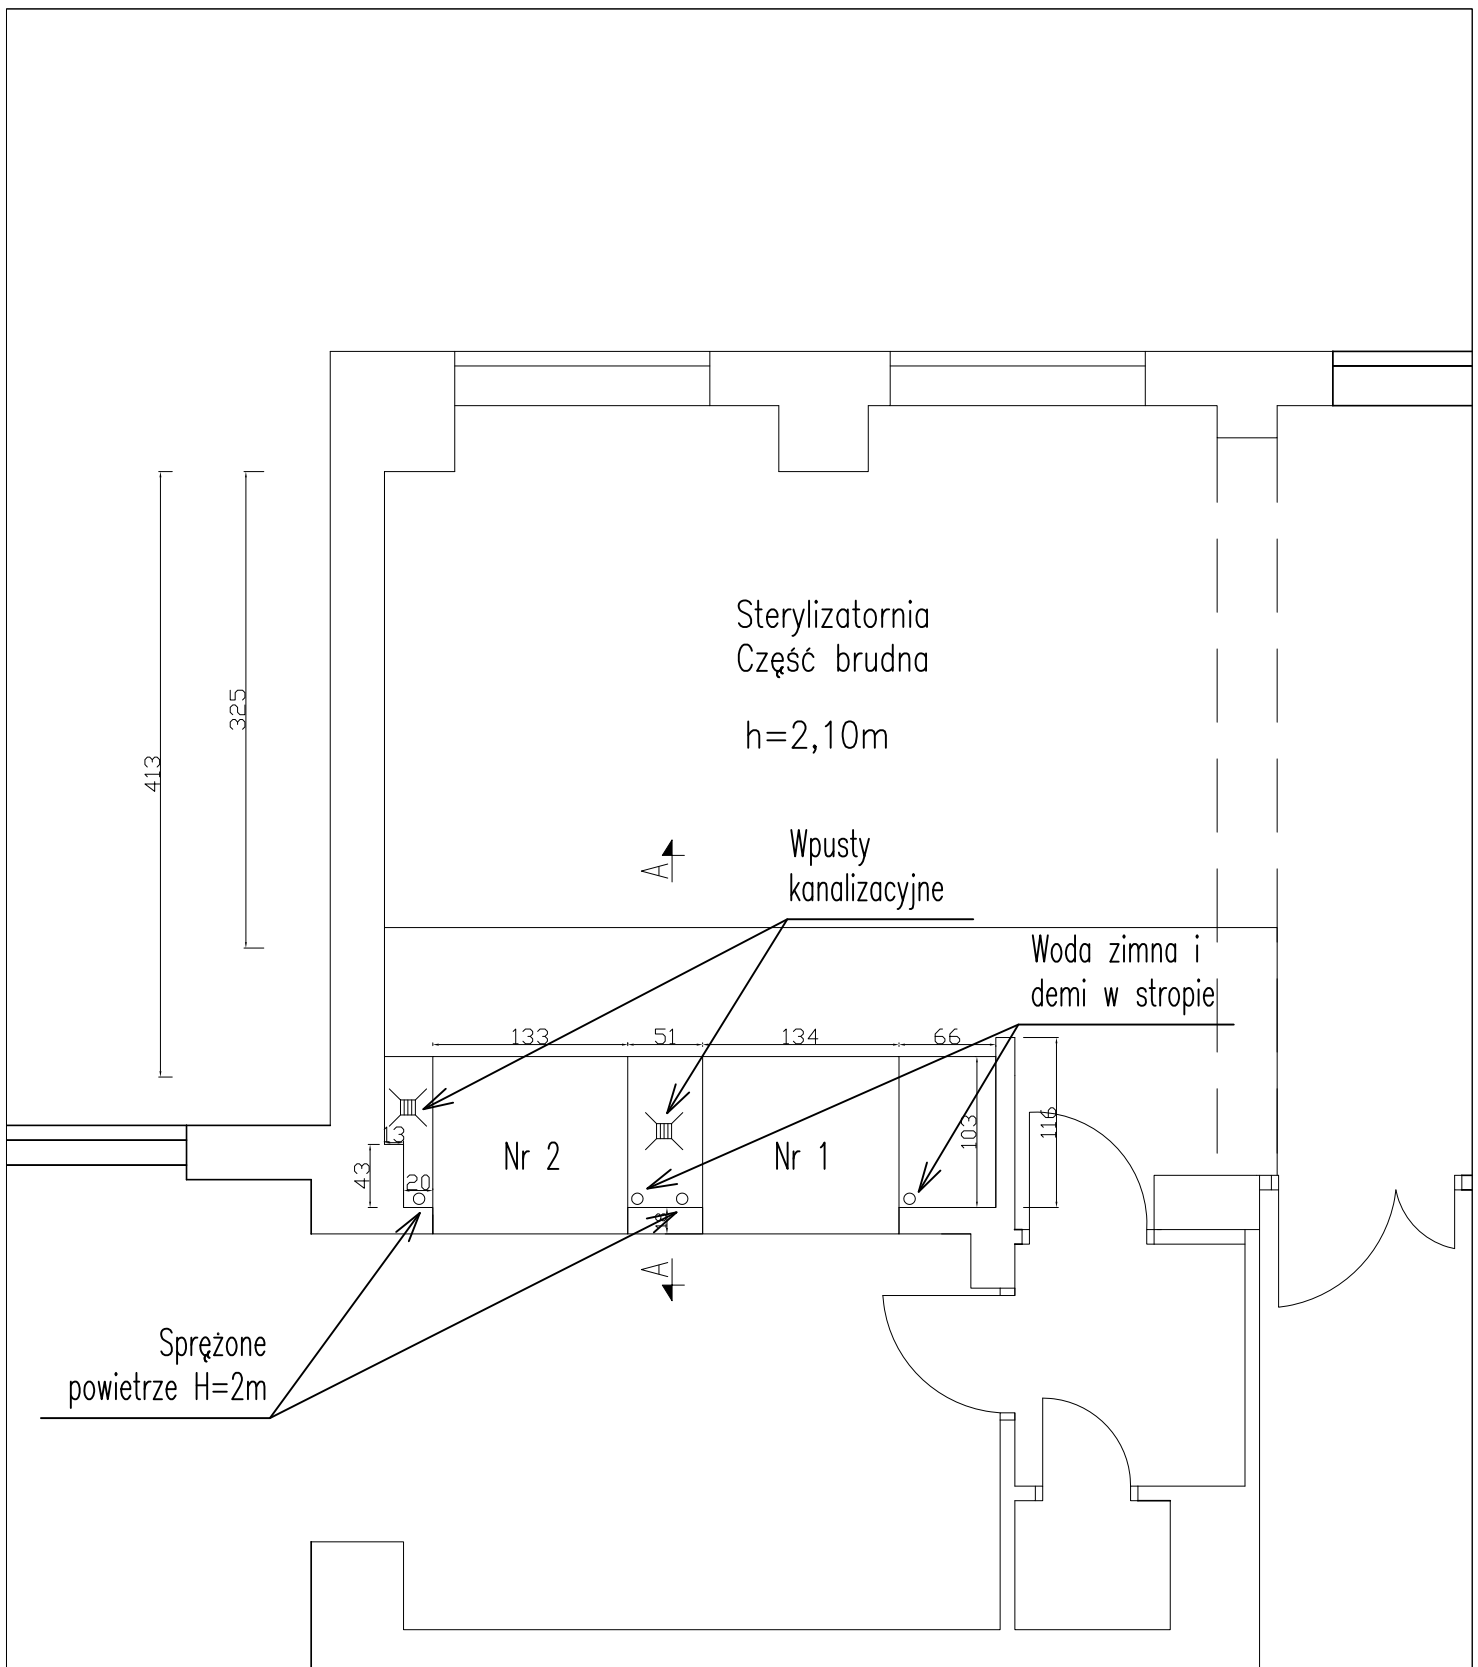 Sterylizatornia
Część brudna
h=2,10m
325
413
A
Wpusty
kanalizacyjne
Woda zimna i
demi w stropie
133
51
134
66
13
43
20
Nr 2
Nr 1
103
116
18
A
Sprężone
powietrze H=2m